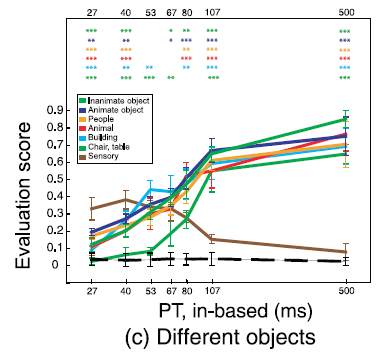 27 40 53 67 80 107 500
*** *** * ** *** ***
** ** * *** *** ***
*** *** *** *** ***
*** *** *** *** ***
** ** ** ** *** ***
*** *** *** ** *** ***
0.9
0.8
0.7
0.6
0.5
0.4
0.3
0.2
0.1
0
Inanimate object
Animate object
People
Animal
Building
Chair, table
Sensory
Evaluation score
27 40 53 67 80 107 500
PT, in-based (ms)
(c) Different objects